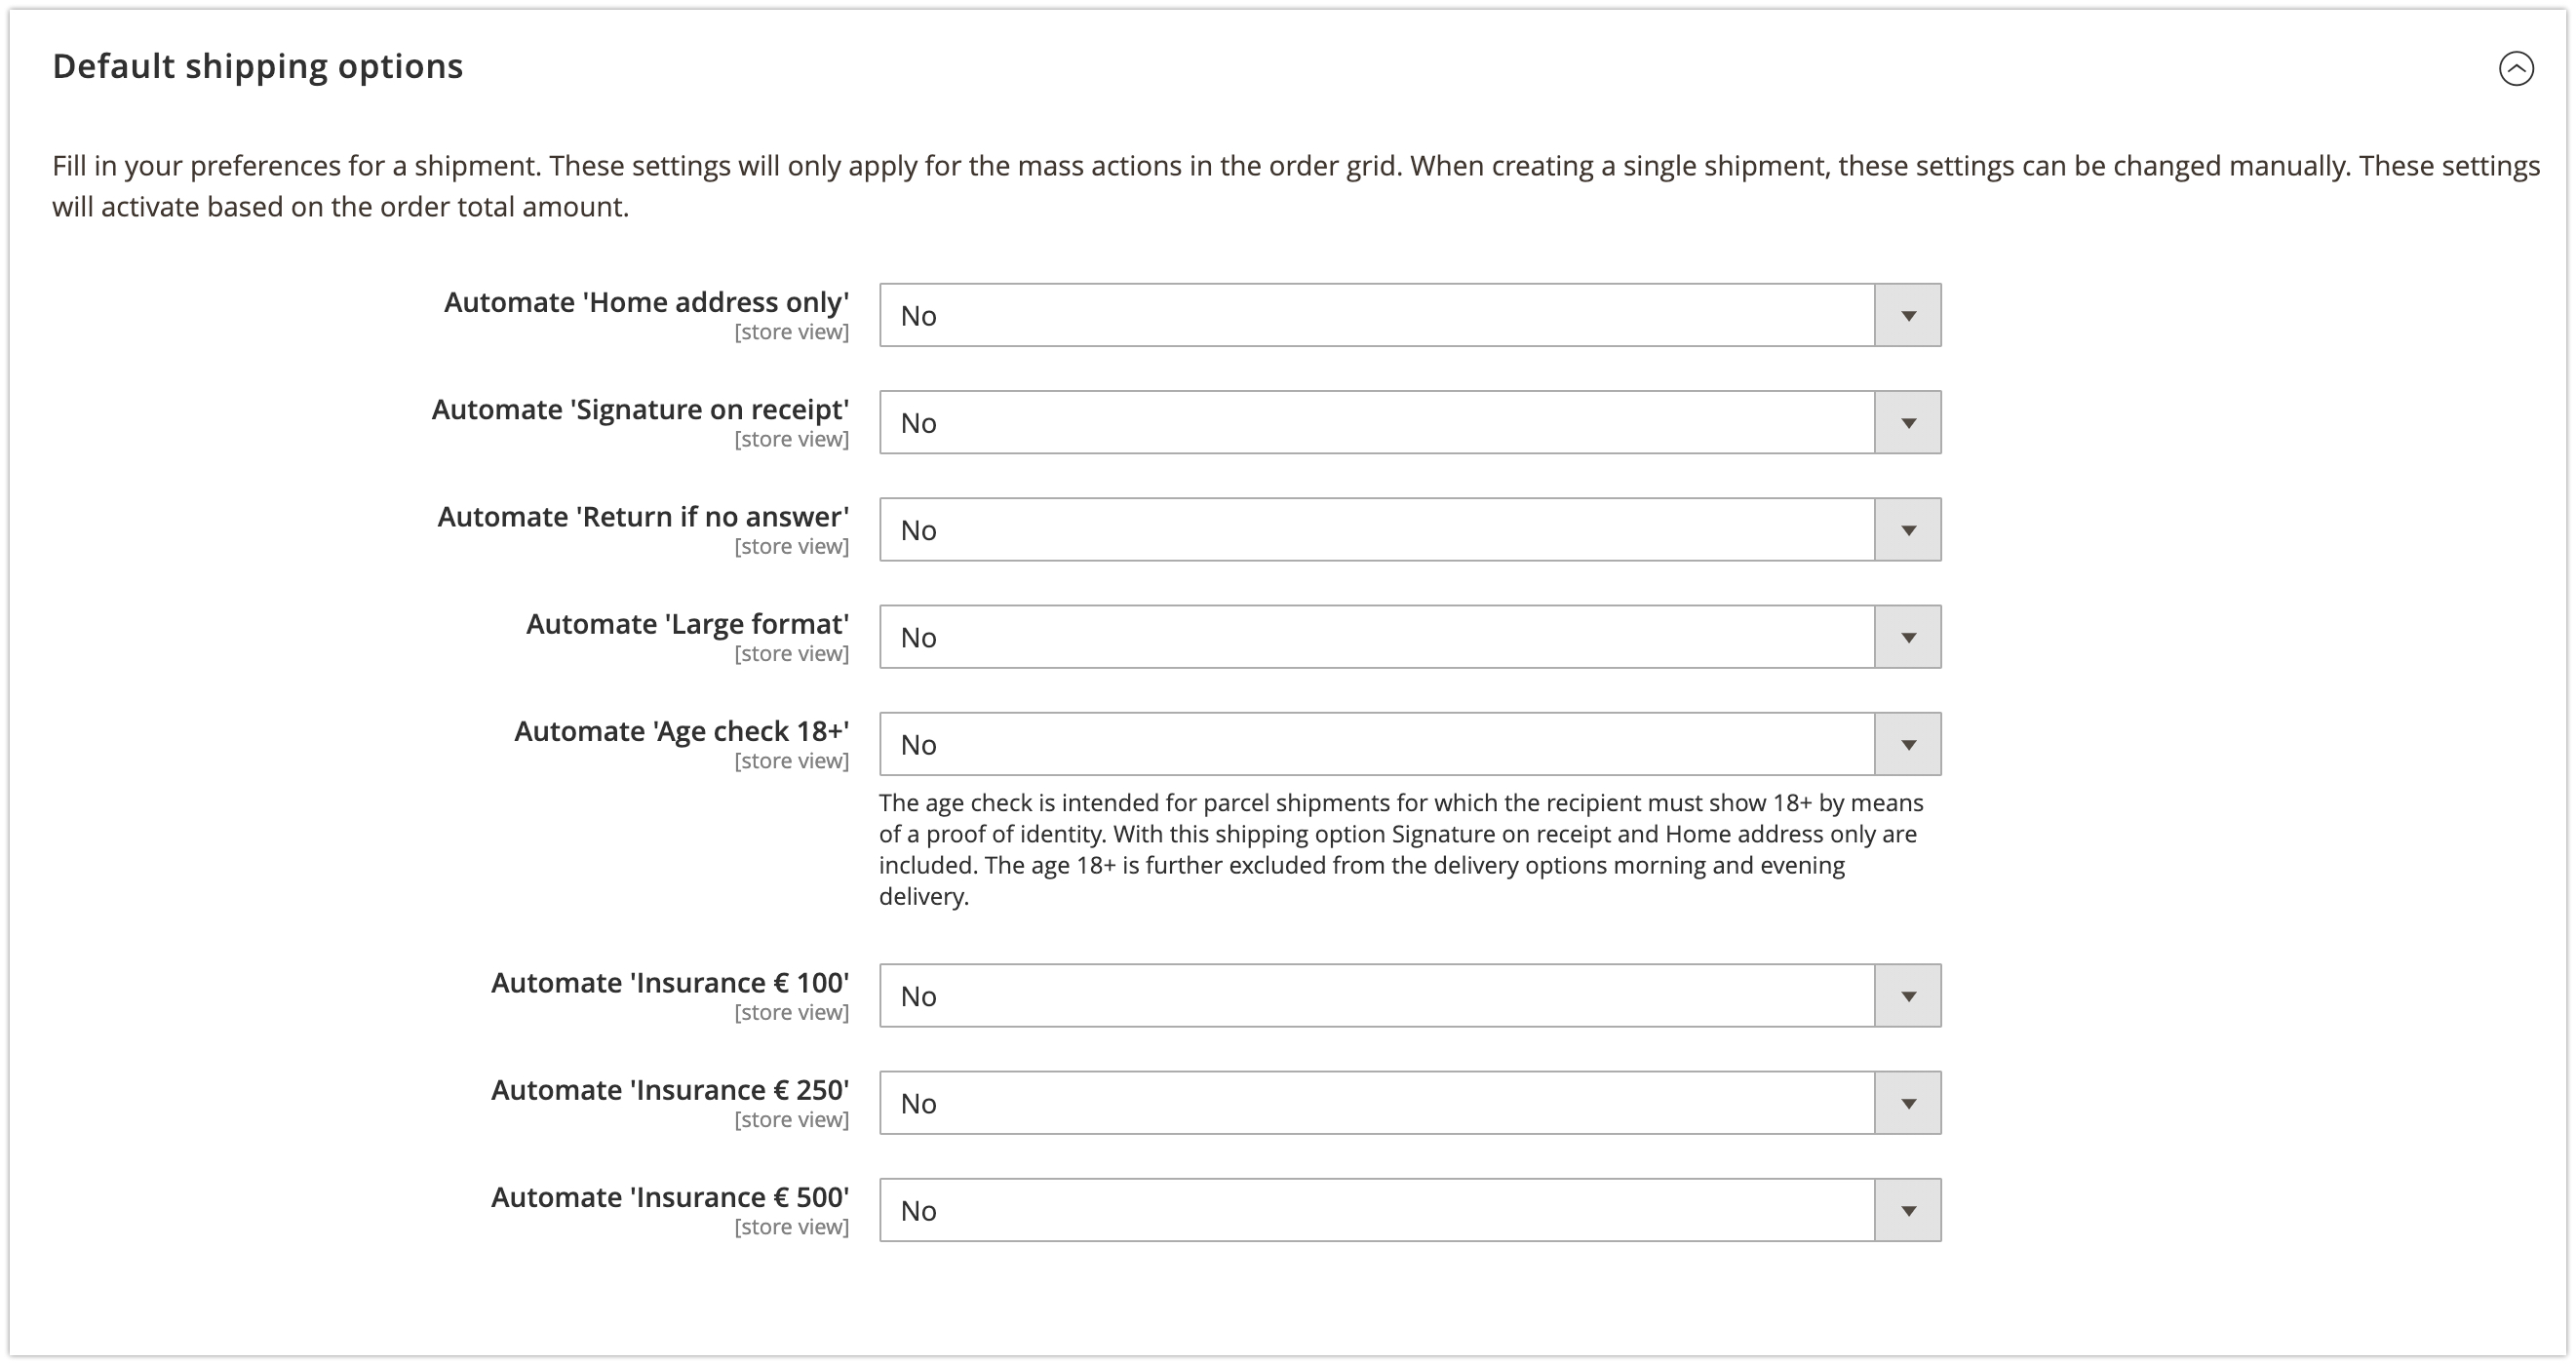 Default shipping options
Fill in your preferences for a shipment. These settings will only apply for the mass actions in the order grid. When creating a single shipment, these settings can be changed manually. These settings
will activate based on the order total amount.
Automate 'Home address only'
[store view]
No
Automate 'Signature on receipt'
[store view]
No
Automate 'Return if no answer'
[store view]
No
Automate 'Large format'
[store view]
No
Automate 'Age check 18+'
[store view]
No
The age check is intended for parcel shipments for which the recipient must show 18+ by means
of a proof of identity. With this shipping option Signature on receipt and Home address only are
included. The age 18+ is further excluded from the delivery options morning and evening
delivery.
Automate 'Insurance € 100'
[store view]
No
Automate 'Insurance € 250'
[store view]
No
Automate 'Insurance € 500'
[store view]
No